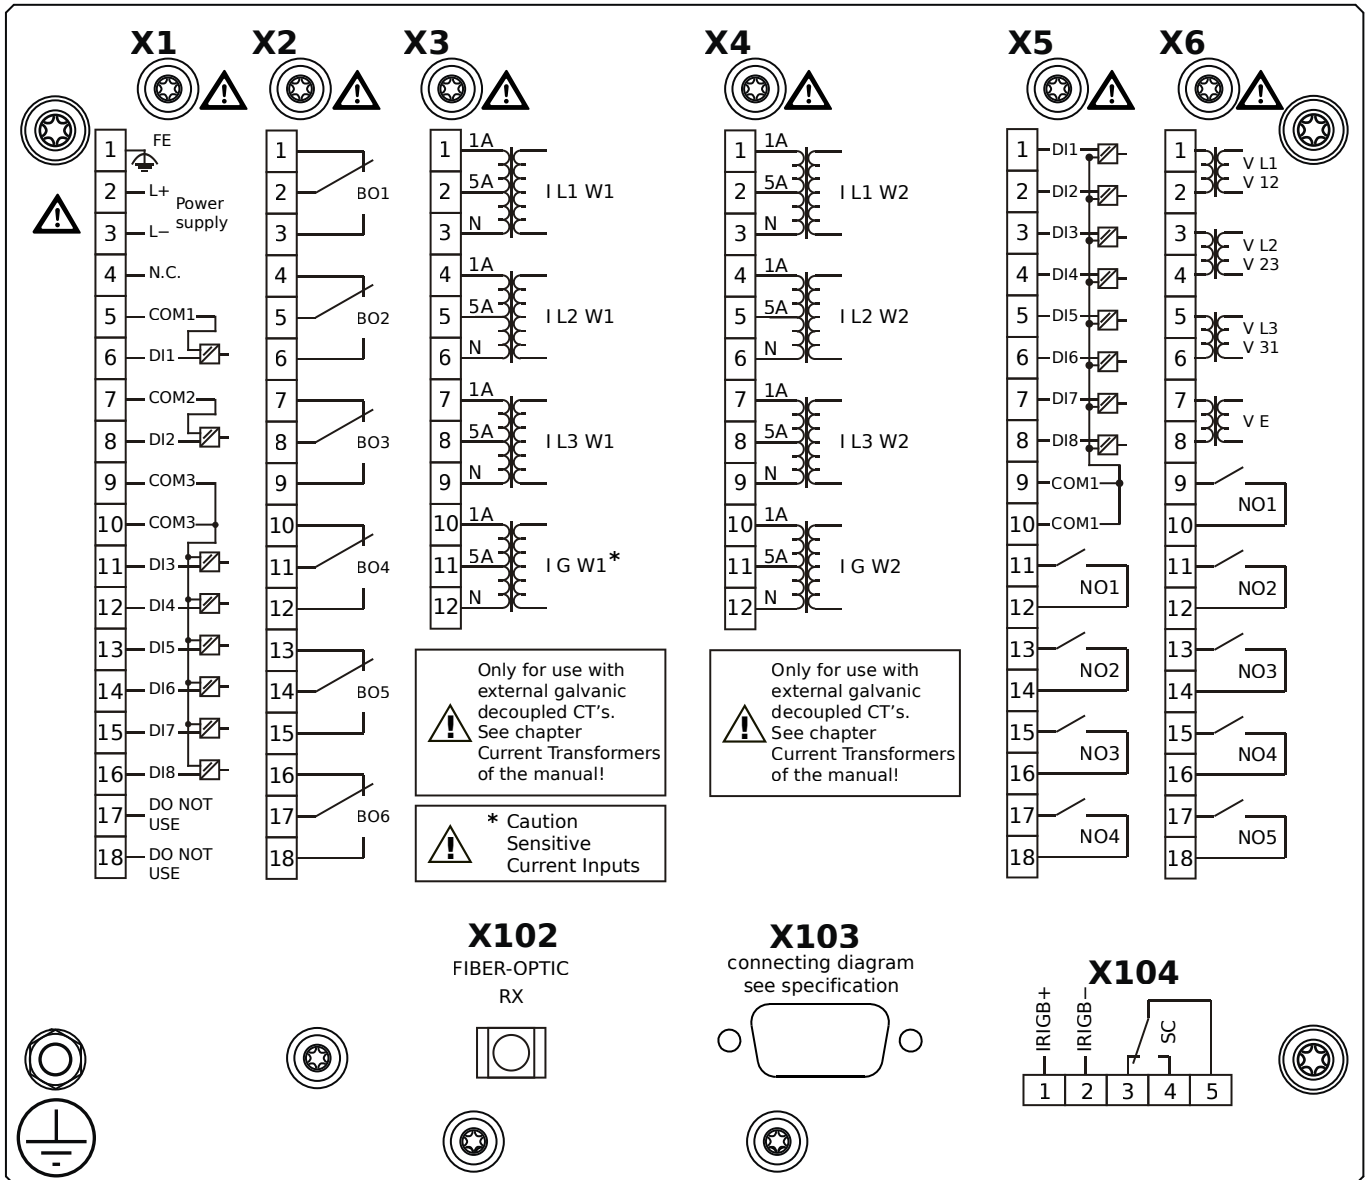 X1
X2
X3
X4
X5
X6
1
FE
2
L+
Power
supply
3
L−
4
N.C.
5
COM1
6
DI1
7
COM2
8
DI2
9
COM3
10
COM3
11
DI3
12
DI4
13
DI5
14
DI6
15
DI7
16
DI8
17
DO NOT
USE
18
DO NOT
USE
1
2
BO1
3
4
5
BO2
6
7
8
BO3
9
10
11
BO4
12
13
14
BO5
15
16
17
BO6
18
1
1A
2
5A
I L1 W1
3
N
4
1A
5
5A
I L2 W1
6
N
7
1A
8
5A
I L3 W1
9
N
10
1A
11
5A
I G W1*
12
N
Only for use with
external galvanic
decoupled CT's.
See chapter
Current Transformers
of the manual!
* Caution
Sensitive
Current Inputs
1
1A
2
5A
I L1 W2
3
N
4
1A
5
5A
I L2 W2
6
N
7
1A
8
5A
I L3 W2
9
N
10
1A
11
5A
I G W2
12
N
Only for use with
external galvanic
decoupled CT's.
See chapter
Current Transformers
of the manual!
1
DI1
2
DI2
3
DI3
4
DI4
5
DI5
6
DI6
7
DI7
8
DI8
9
COM1
10
COM1
11
NO1
12
13
NO2
14
15
NO3
16
17
NO4
18
1
V L1
V 12
2
3
V L2
V 23
4
5
V L3
V 31
6
7
V E
8
9
NO1
10
11
NO2
12
13
NO3
14
15
NO4
16
17
NO5
18
X102
FIBER-OPTIC
RX
X103
connecting diagram
see specification
X104
IRIGB+
IRIGB−
SC
1
2
3
4
5